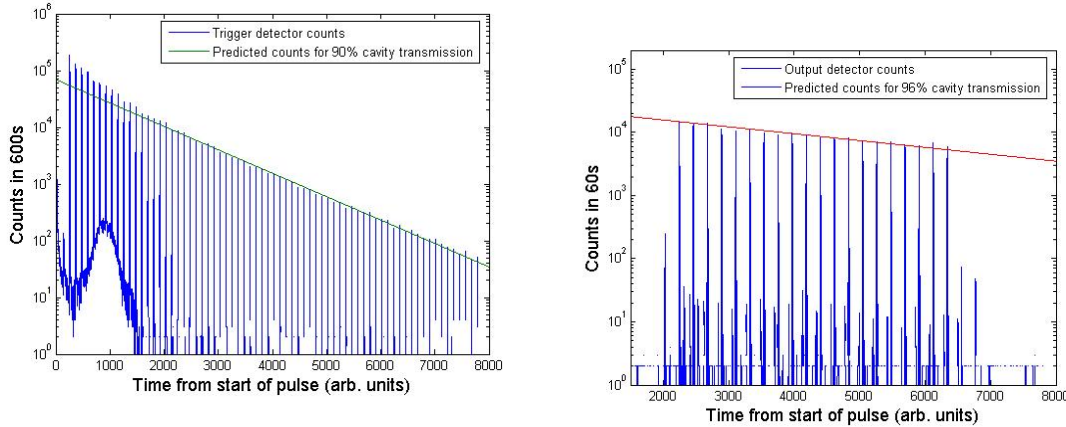 10^6
10^5
10^4
10^3
10^2
10^1
10^0
Counts in 600s
Trigger detector counts
Predicted counts for 90% cavity transmission
0 1000 2000 3000 4000 5000 6000 7000 8000
Time from start of pulse (arb. units)
10^5
10^4
10^3
10^2
10^1
10^0
Counts in 60s
Output detector counts
Predicted counts for 96% cavity transmission
2000 3000 4000 5000 6000 7000 8000
Time from start of pulse (arb. units)